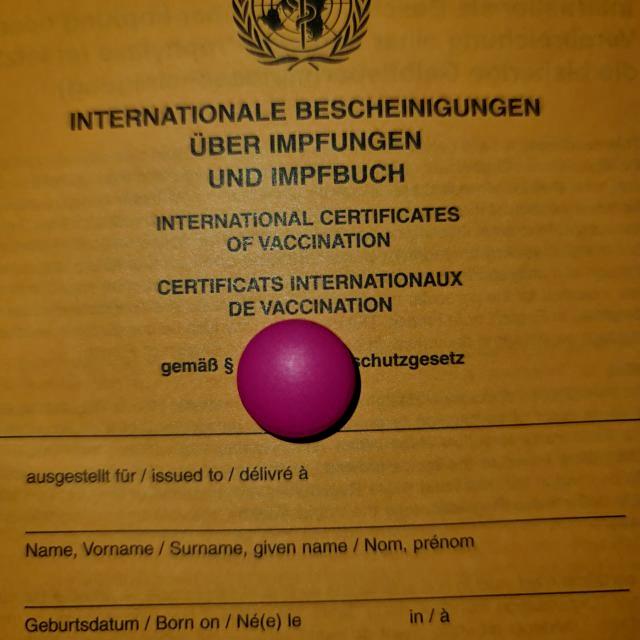 INTERNATIONALE BESCHEINIGUNGEN
ÜBER IMPFUNGEN
UND IMPFBUCH
INTERNATIONAL CERTIFICATES
OF VACCINATION
CERTIFICATS INTERNATIONAUX
DE VACCINATION
gemäß § schutzgesetz
ausgestellt für / issued to / délivré à
Name, Vorname / Surname, given name / Nom, prénom
Geburtsdatum / Born on / Né(e) le in / à